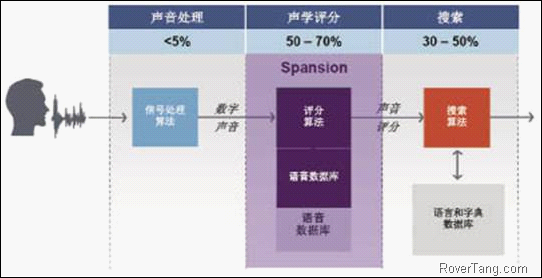 声音处理
声学评分
搜索
<5%
50 – 70%
30 – 50%
Spansion
信号处理
算法
数字
声音
评分
算法
声音
评分
搜索
算法
语音数据库
语音
数据库
语言和字典
数据库
RoverTang.com